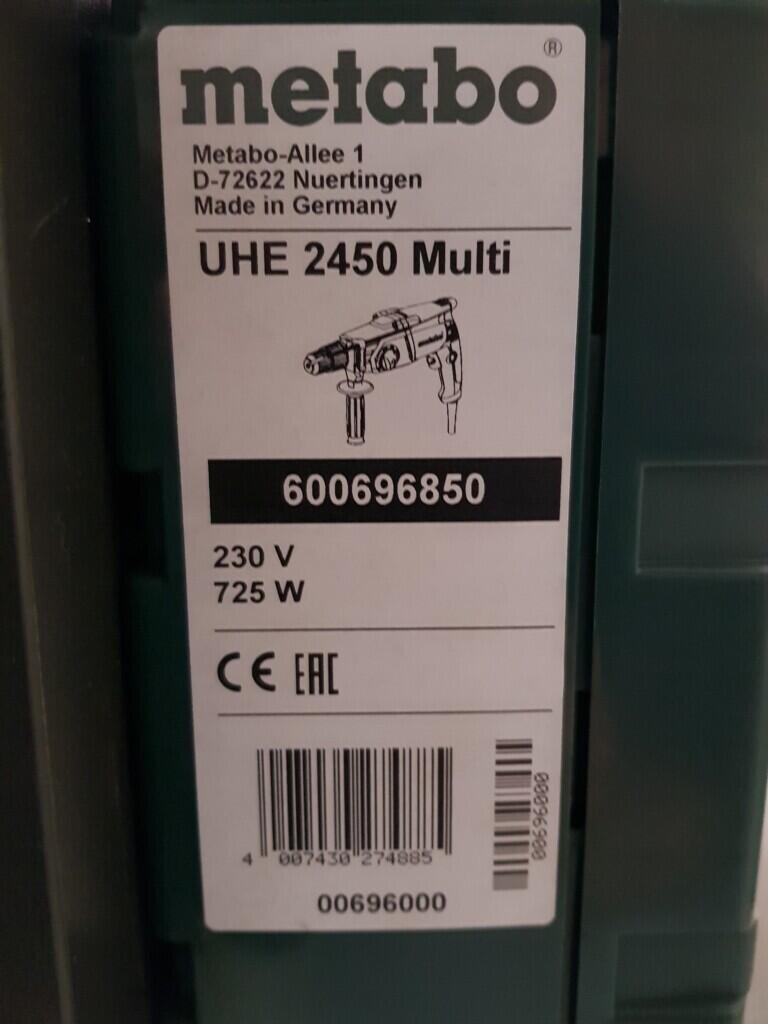 metabo®
Metabo-Allee 1
D-72622 Nuertingen
Made in Germany
UHE 2450 Multi
metabo
600696850
230 V
725 W
CE EAC
4 007430 274885
00696000
00696000